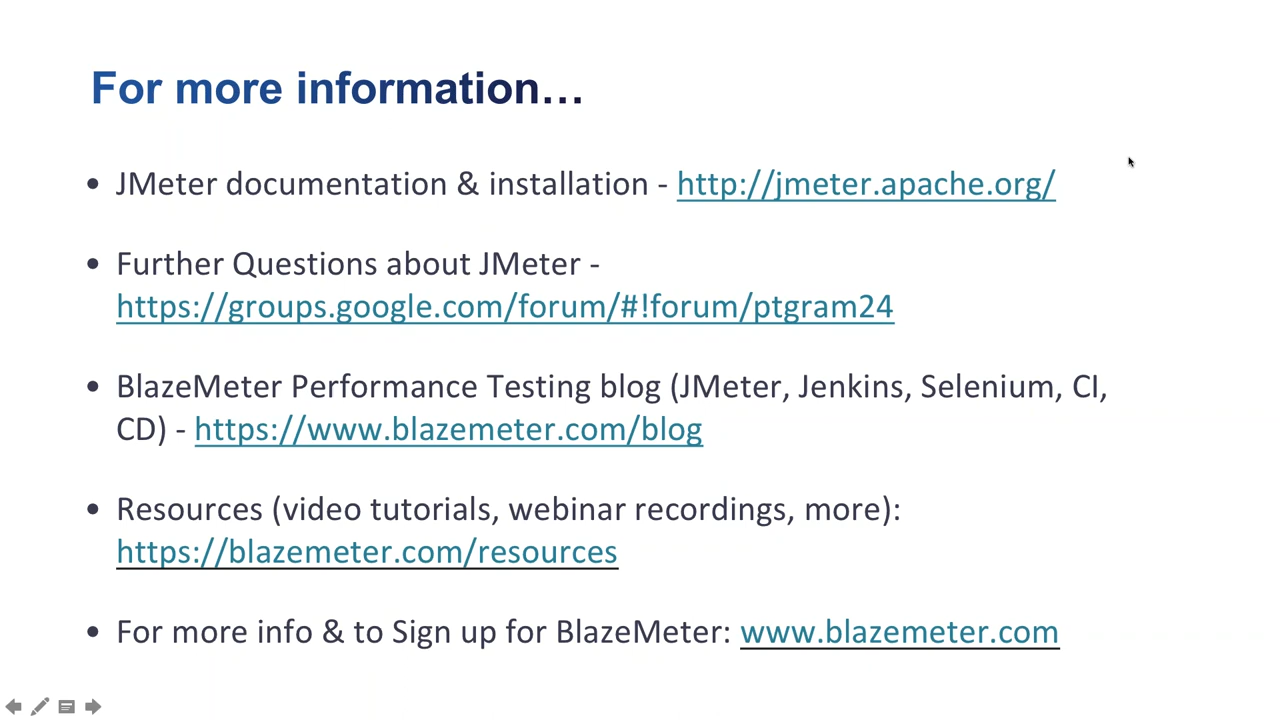 For more information…
• JMeter documentation & installation - http://jmeter.apache.org/
• Further Questions about JMeter -
https://groups.google.com/forum/#!forum/ptgram24
• BlazeMeter Performance Testing blog (JMeter, Jenkins, Selenium, CI,
CD) - https://www.blazemeter.com/blog
• Resources (video tutorials, webinar recordings, more):
https://blazemeter.com/resources
• For more info & to Sign up for BlazeMeter: www.blazemeter.com